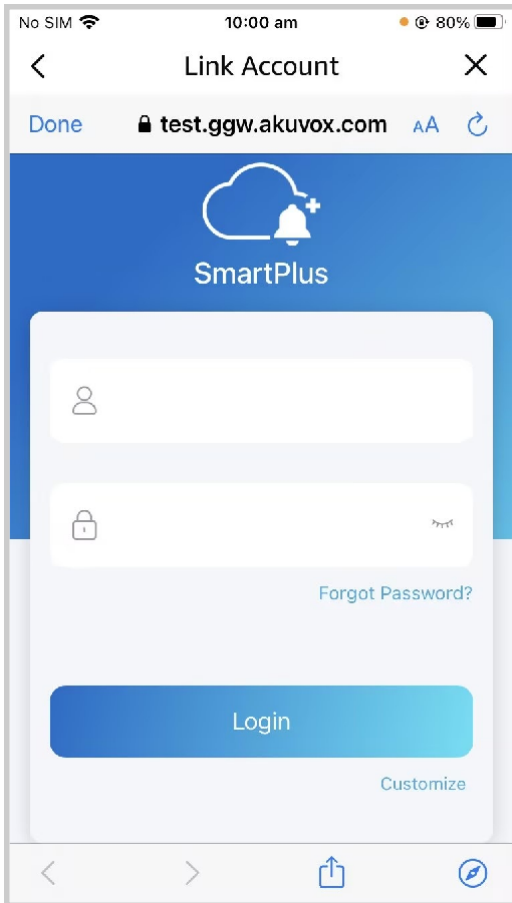 No SIM 10:00 am 80%
Link Account
Done test.ggw.akuvox.com AA
SmartPlus
Forgot Password?
Login
Customize